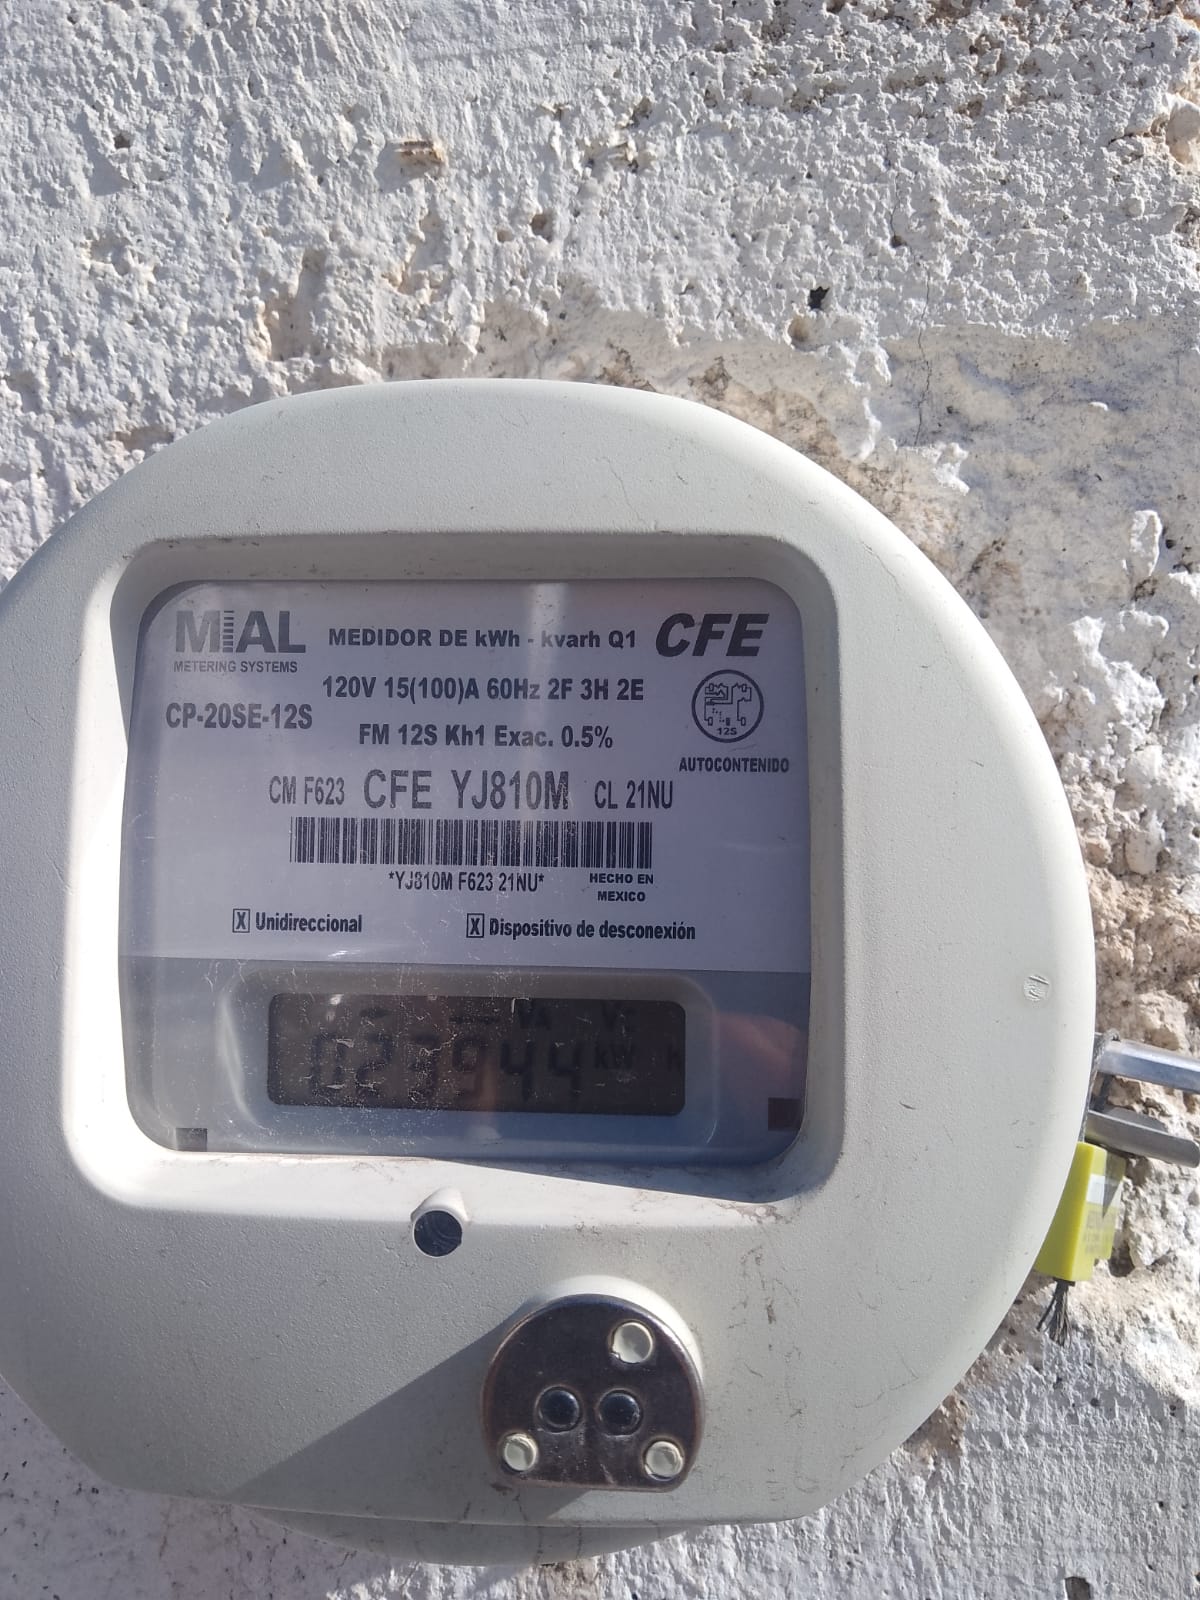 MIAL
METERING SYSTEMS
MEDIDOR DE kWh - kvarh Q1
CFE
120V 15(100)A 60Hz 2F 3H 2E
CP-20SE-12S
FM 12S Kh1 Exac. 0.5%
12S
AUTOCONTENIDO
CM F623 CFE YJ810M CL 21NU
*YJ810M F623 21NU*
HECHO EN
MEXICO
X Unidireccional
X Dispositivo de desconexión
023944 kW h